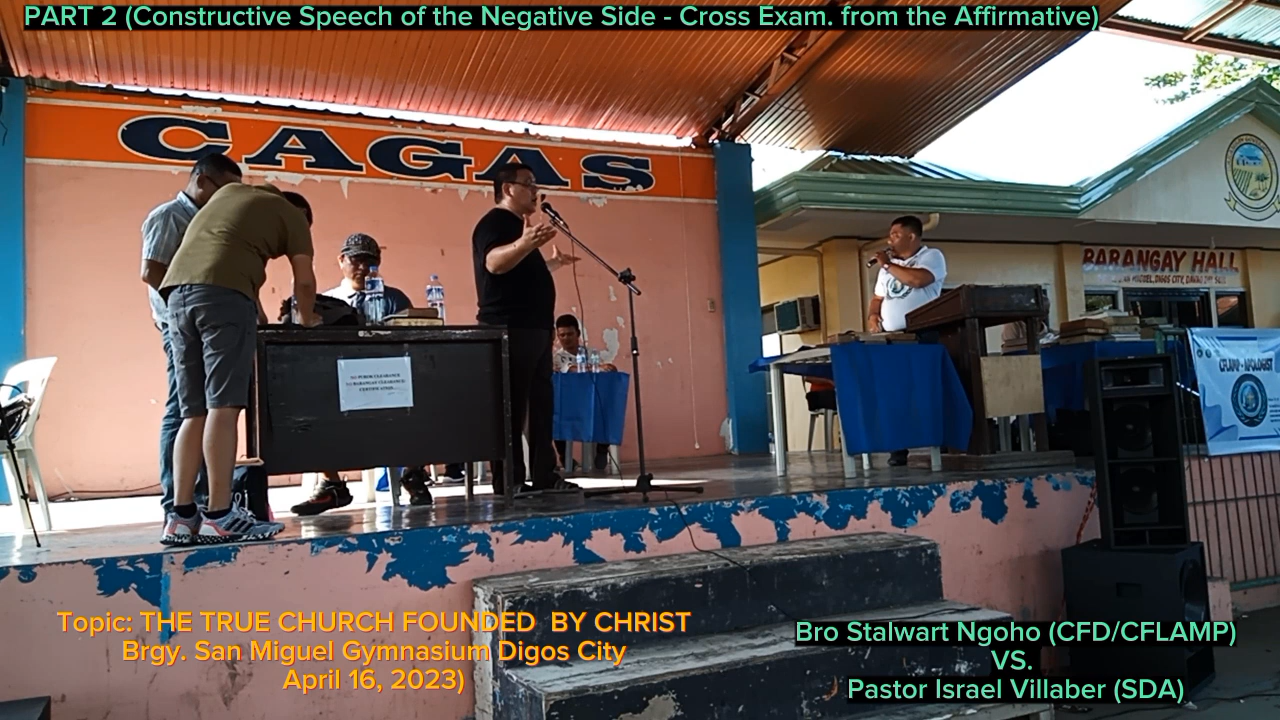 PART 2 (Constructive Speech of the Negative Side - Cross Exam. from the Affirmative)
CAGAS
BARANGAY HALL
CFLAMP - APOLOGIST
Topic: THE TRUE CHURCH FOUNDED BY CHRIST
Brgy. San Miguel Gymnasium Digos City
April 16, 2023)
Bro Stalwart Ngoho (CFD/CFLAMP)
VS.
Pastor Israel Villaber (SDA)